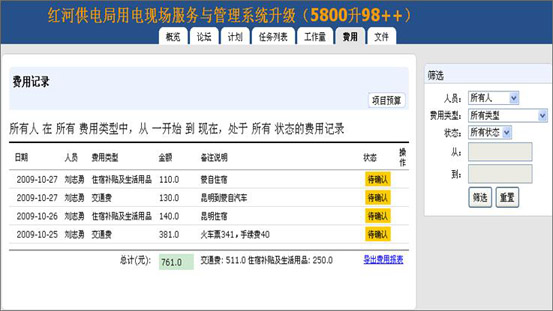 红河供电局用电现场服务与管理系统升级（5800升98++）
概览 论坛 计划 任务列表 工作量 费用 文件
费用记录
项目预算
所有人 在 所有 费用类型中，从 一开始 到 现在，处于 所有 状态的费用记录
日期 人员 费用类型 金额 备注说明 状态 操作
2009-10-27 刘志勇 住宿补贴及生活用品 110.0 蒙自住宿 待确认
2009-10-27 刘志勇 交通费 130.0 昆明到蒙自汽车 待确认
2009-10-26 刘志勇 住宿补贴及生活用品 140.0 昆明住宿 待确认
2009-10-25 刘志勇 交通费 381.0 火车票341，手续费40 待确认
总计(元): 761.0 交通费: 511.0 住宿补贴及生活用品: 250.0 导出费用报表
筛选
人员: 所有人
费用类型: 所有类型
状态: 所有状态
从:
到:
筛选 重置